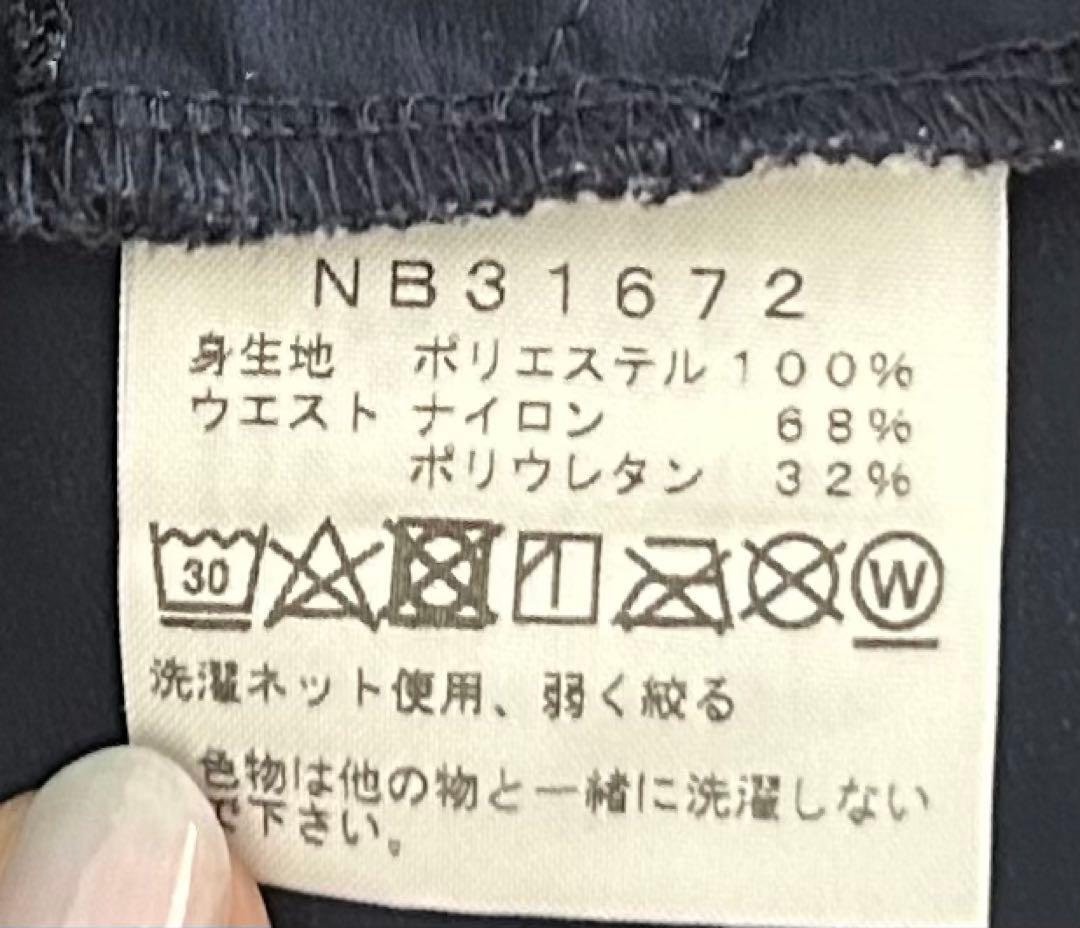 NB31672
身生地 ポリエステル 100%
ウエスト ナイロン 68%
ポリウレタン 32%
30 W
洗濯ネット使用、弱く絞る
色物は他の物と一緒に洗濯しない
で下さい。